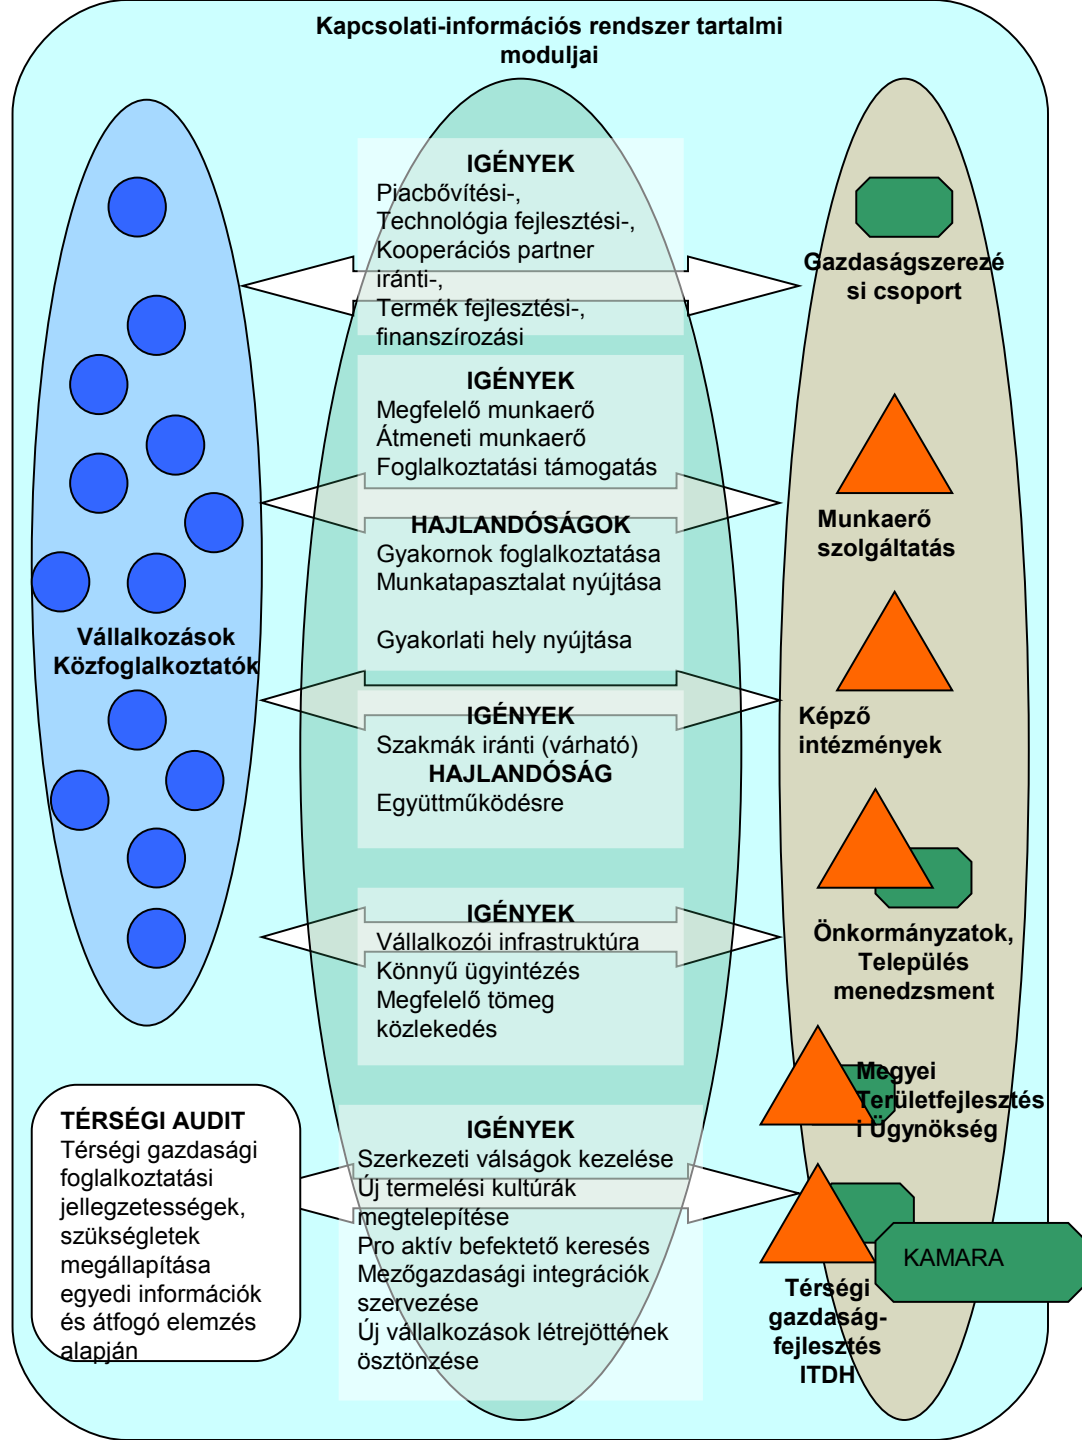 Kapcsolati-információs rendszer tartalmi
moduljai
IGÉNYEK
Piacbővítési-,
Technológia fejlesztési-,
Kooperációs partner
iránti-,
Termék fejlesztési-,
finanszírozási
Gazdaságszerezé
si csoport
IGÉNYEK
Megfelelő munkaerő
Átmeneti munkaerő
Foglalkoztatási támogatás
HAJLANDÓSÁGOK
Gyakornok foglalkoztatása
Munkatapasztalat nyújtása
Gyakorlati hely nyújtása
Munkaerő
szolgáltatás
Vállalkozások
Közfoglalkoztatók
IGÉNYEK
Szakmák iránti (várható)
HAJLANDÓSÁG
Együttműködésre
Képző
intézmények
IGÉNYEK
Vállalkozói infrastruktúra
Könnyű ügyintézés
Megfelelő tömeg
közlekedés
Önkormányzatok,
Település
menedzsment
Megyei
Területfejlesztés
i Ügynökség
TÉRSÉGI AUDIT
Térségi gazdasági
foglalkoztatási
jellegzetességek,
szükségletek
megállapítása
egyedi információk
és átfogó elemzés
alapján
IGÉNYEK
Szerkezeti válságok kezelése
Új termelési kultúrák
megtelepítése
Pro aktív befektető keresés
Mezőgazdasági integrációk
szervezése
Új vállalkozások létrejöttének
ösztönzése
KAMARA
Térségi
gazdaság-
fejlesztés
ITDH